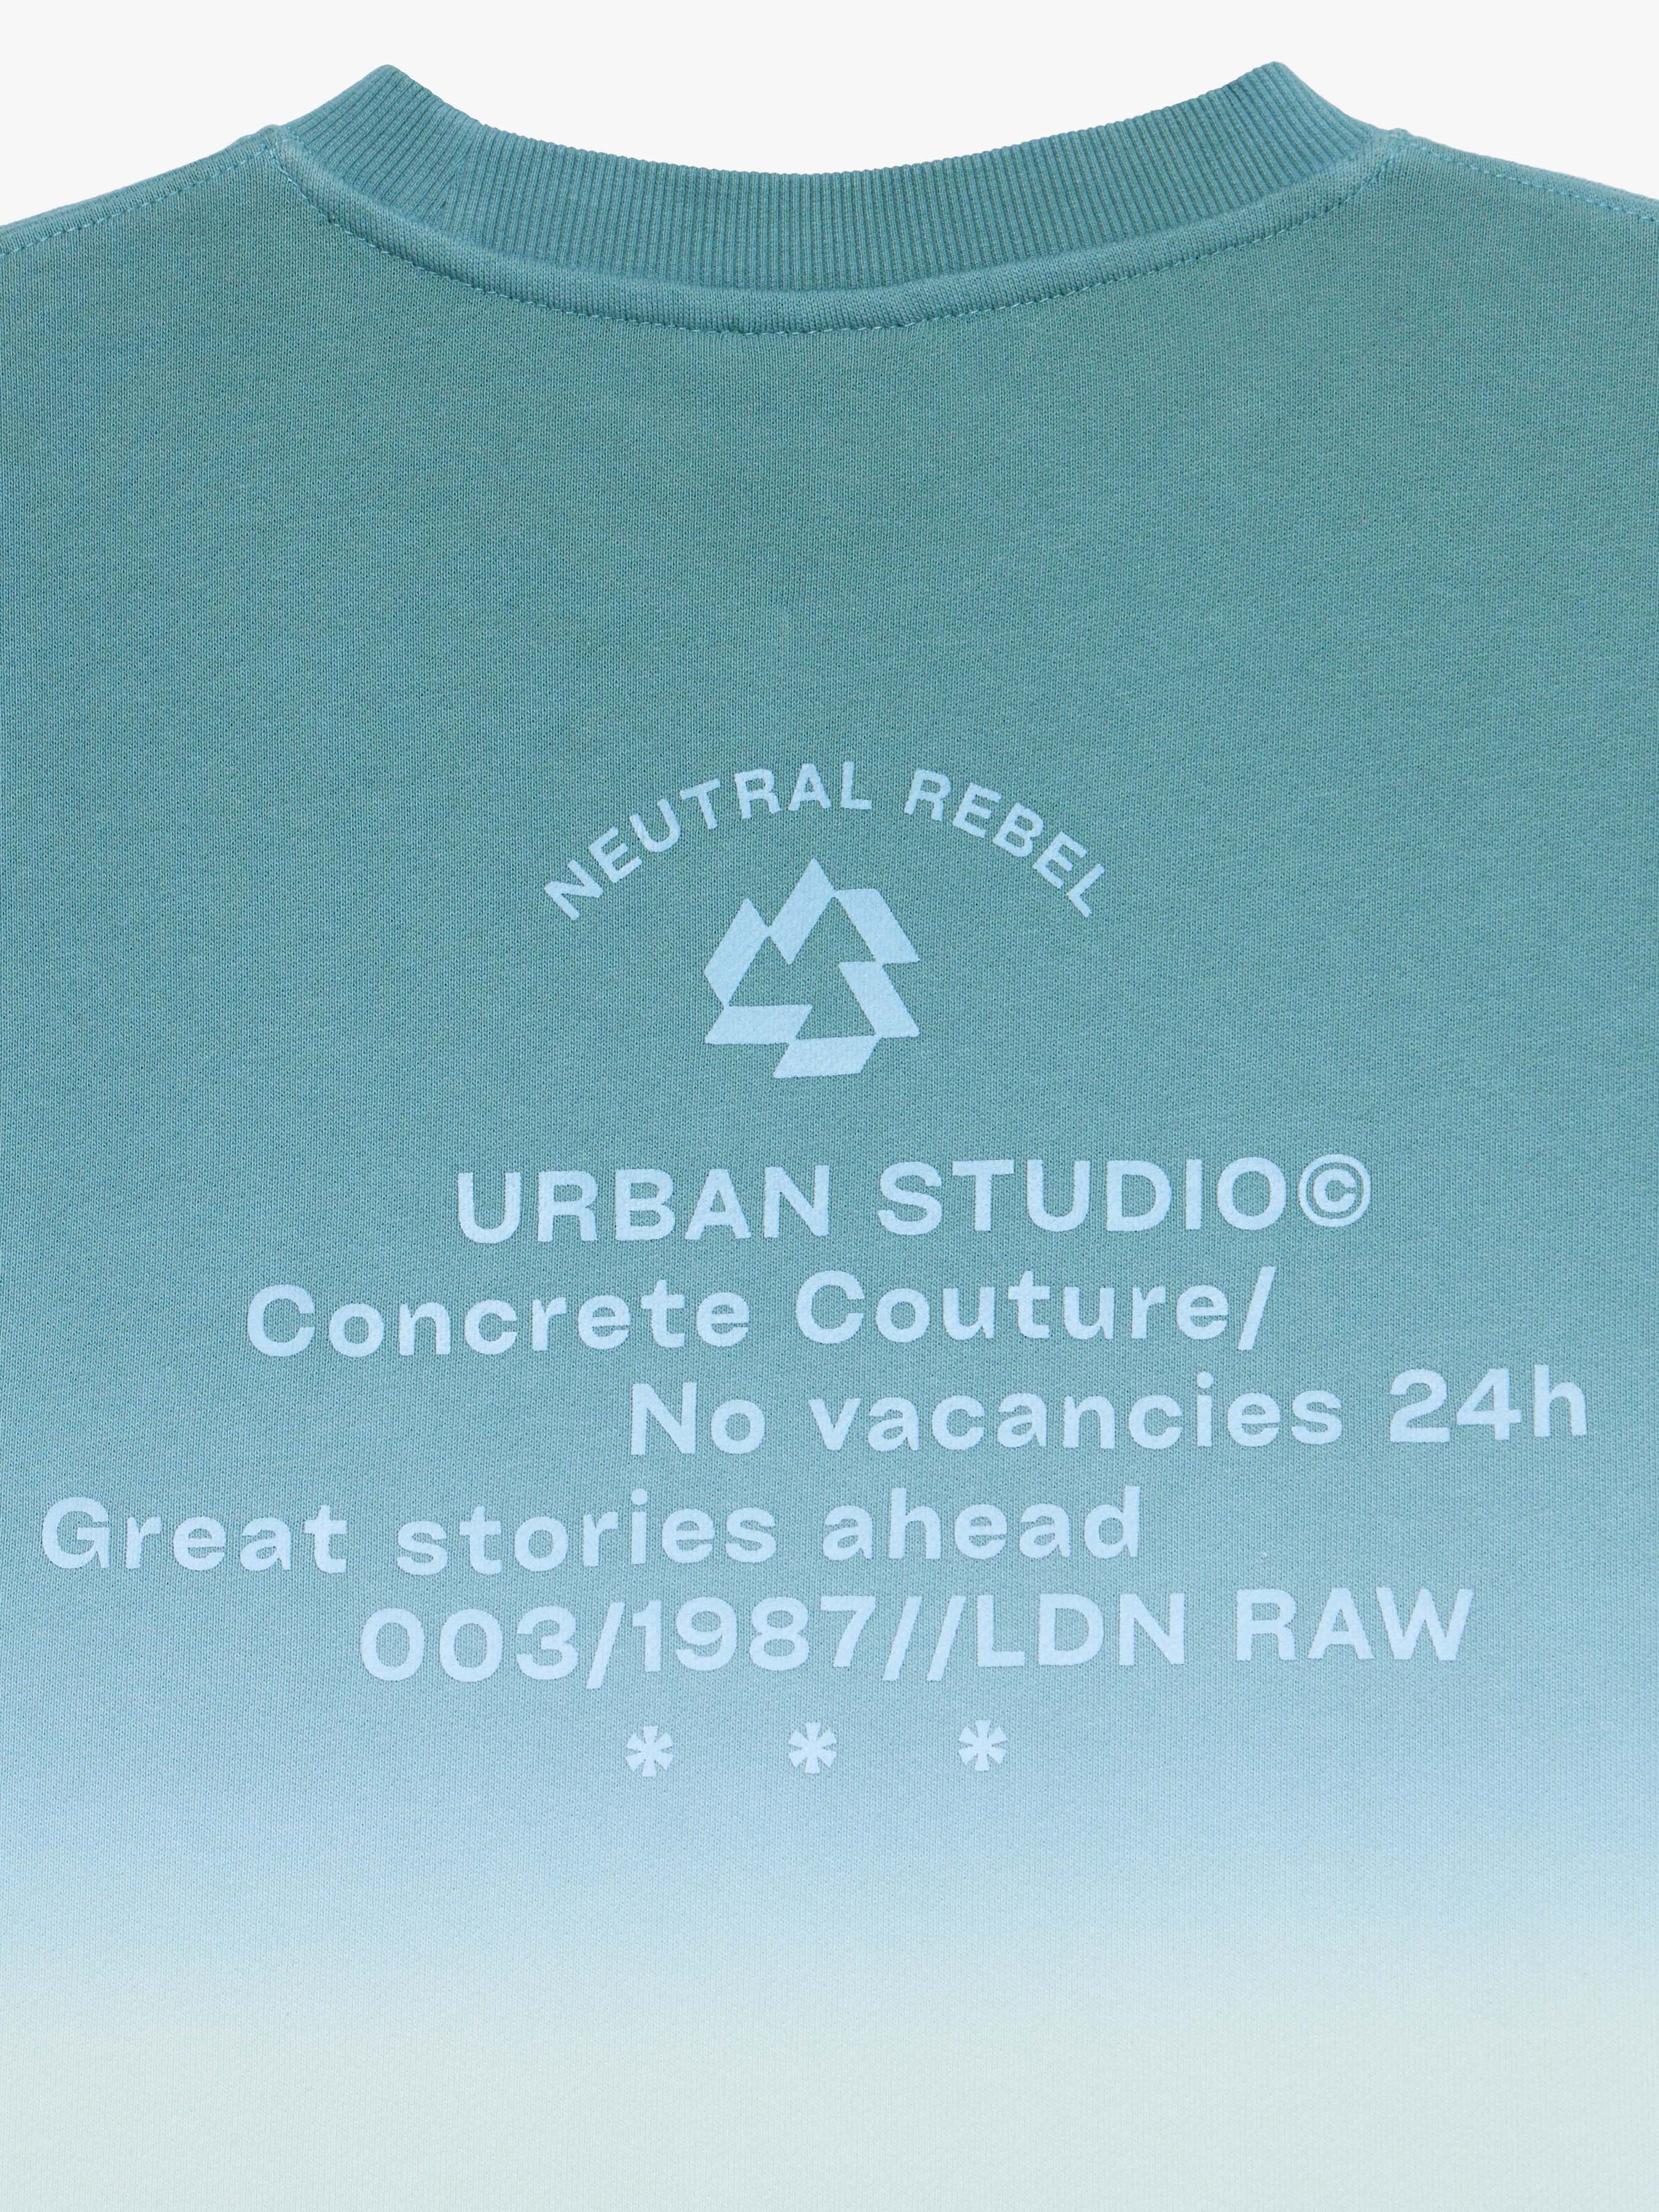 NEUTRAL REBEL
URBAN STUDIO©
Concrete Couture/
No vacancies 24h
Great stories ahead
003/1987//LDN RAW
* * *